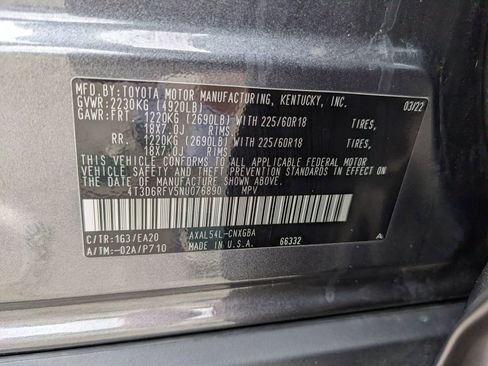 MFD.BY:TOYOTA MOTOR MANUFACTURING, KENTUCKY, INC. 03/22
GVWR:2230KG (4920LB)
GAWR:FRT. 1220KG (2690LB) WITH 225/60R18 TIRES,
18X7.0J RIMS,
RR. 1220KG (2690LB) WITH 225/60R18 TIRES,
18X7.0J RIMS,
THIS VEHICLE CONFORMS TO ALL APPLICABLE FEDERAL MOTOR
VEHICLE SAFETY AND THEFT PREVENTION STANDARDS IN EFFECT
ON THE DATE OF MANUFACTURE SHOWN ABOVE.
4T3D6RFV5NU076890 MPV
C/TR:1G3/EA20 AXAL54L-CNXGBA
A/TM:-02A/P710 MADE IN U.S.A. 66332